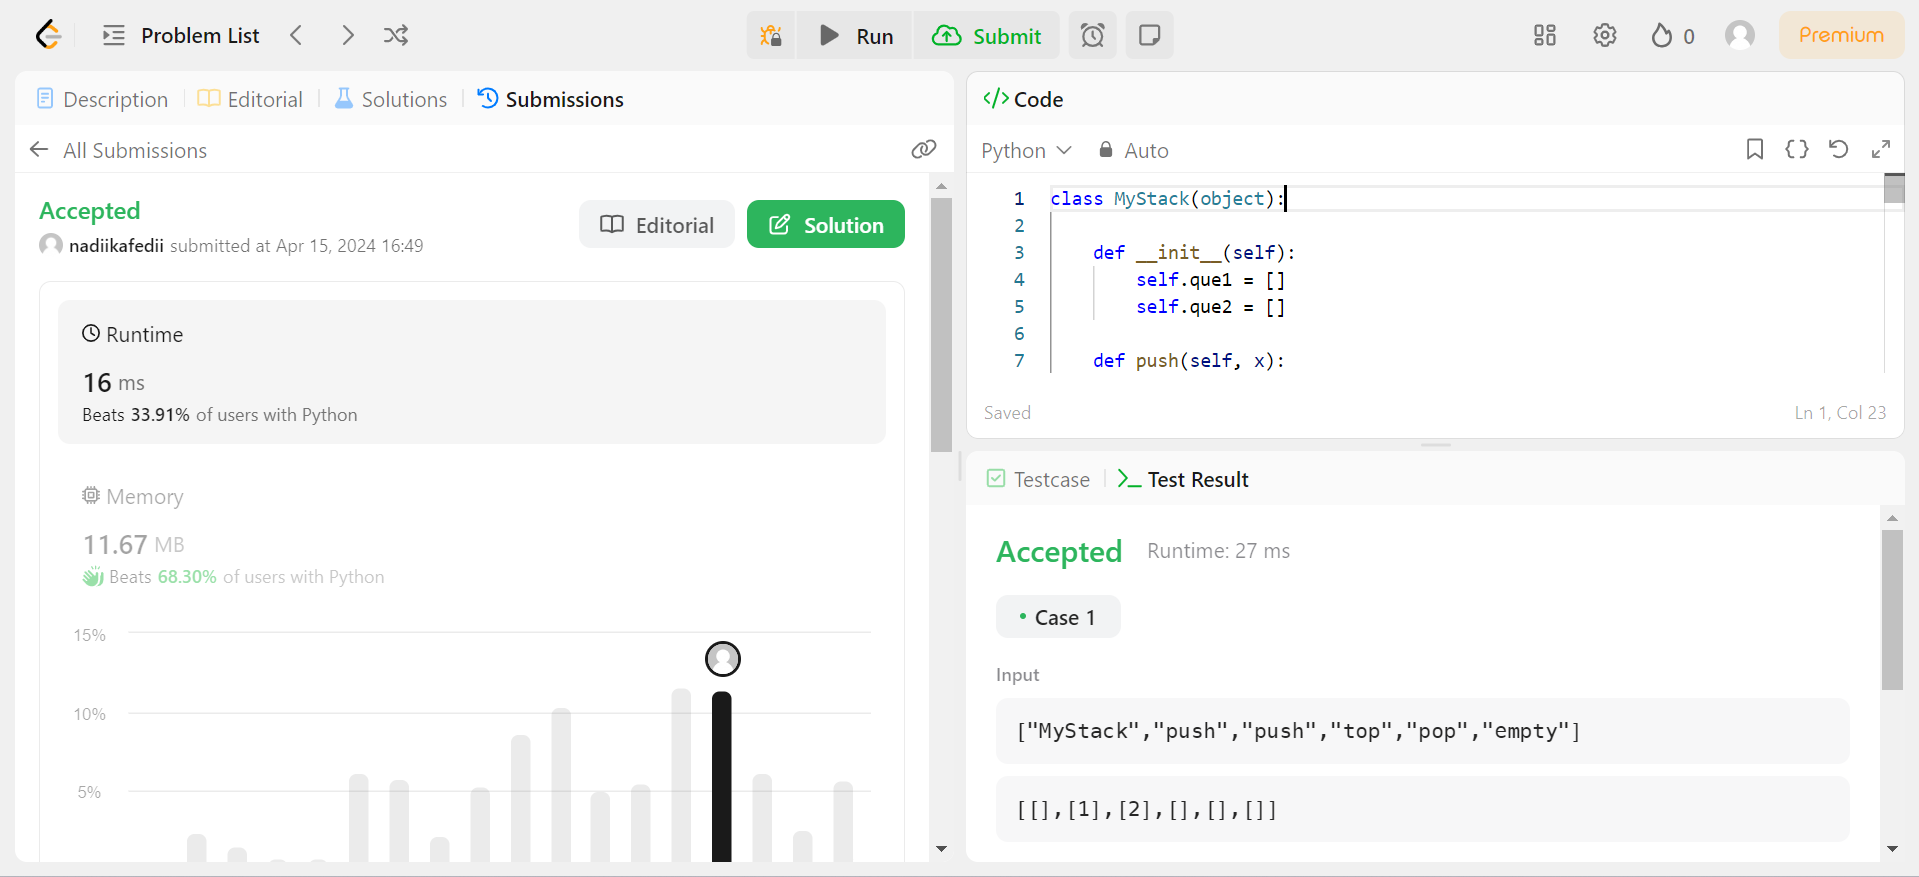 Problem List
Run
Submit
0
Premium
Description
Editorial
Solutions
Submissions
All Submissions
Accepted
nadiikafedii submitted at Apr 15, 2024 16:49
Editorial
Solution
Runtime
16 ms
Beats 33.91% of users with Python
Memory
11.67 MB
Beats 68.30% of users with Python
15%
10%
5%
</> Code
Python
Auto
1 class MyStack(object):
2
3 def __init__(self):
4 self.que1 = []
5 self.que2 = []
6
7 def push(self, x):
Saved
Ln 1, Col 23
Testcase
Test Result
Accepted
Runtime: 27 ms
• Case 1
Input
["MyStack","push","push","top","pop","empty"]
[[],[1],[2],[],[],[]]